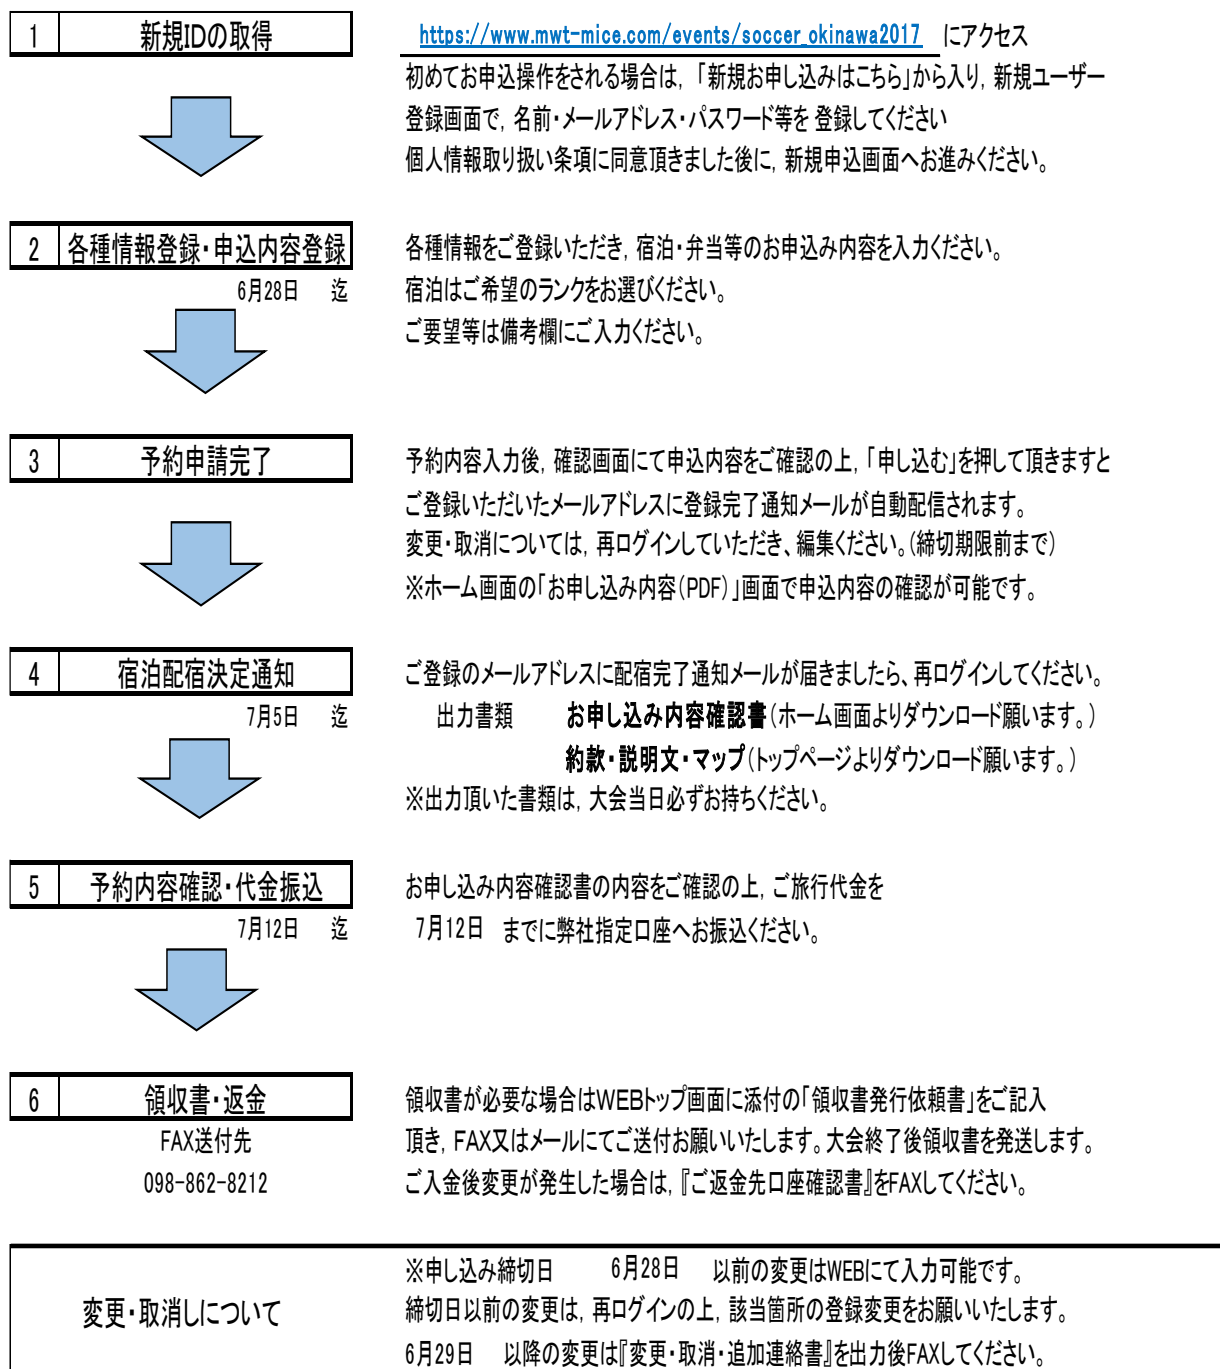 1 新規IDの取得 https://www.mwt-mice.com/events/soccer_okinawa2017 にアクセス
初めてお申込操作をされる場合は，「新規お申し込みはこちら」から入り，新規ユーザー
登録画面で，名前・メールアドレス・パスワード等を 登録してください
個人情報取り扱い条項に同意頂きました後に，新規申込画面へお進みください。
2 各種情報登録・申込内容登録 各種情報をご登録いただき，宿泊・弁当等のお申込み内容を入力ください。
6月28日 迄 宿泊はご希望のランクをお選びください。
ご要望等は備考欄にご入力ください。
3 予約申請完了 予約内容入力後，確認画面にて申込内容をご確認の上，「申し込む」を押して頂きますと
ご登録いただいたメールアドレスに登録完了通知メールが自動配信されます。
変更・取消については，再ログインしていただき、編集ください。（締切期限前まで）
※ホーム画面の「お申し込み内容（PDF）」画面で申込内容の確認が可能です。
4 宿泊配宿決定通知 ご登録のメールアドレスに配宿完了通知メールが届きましたら、再ログインしてください。
7月5日 迄 出力書類 お申し込み内容確認書（ホーム画面よりダウンロード願います。）
約款・説明文・マップ（トップページよりダウンロード願います。）
※出力頂いた書類は，大会当日必ずお持ちください。
5 予約内容確認・代金振込 お申し込み内容確認書の内容をご確認の上，ご旅行代金を
7月12日 迄 7月12日 までに弊社指定口座へお振込ください。
6 領収書・返金 領収書が必要な場合はWEBトップ画面に添付の「領収書発行依頼書」をご記入
FAX送付先 頂き，FAX又はメールにてご送付お願いいたします。大会終了後領収書を発送します。
098-862-8212 ご入金後変更が発生した場合は，『ご返金先口座確認書』をFAXしてください。
※申し込み締切日 6月28日 以前の変更はWEBにて入力可能です。
変更・取消しについて 締切日以前の変更は，再ログインの上，該当箇所の登録変更をお願いいたします。
6月29日 以降の変更は『変更・取消・追加連絡書』を出力後FAXしてください。